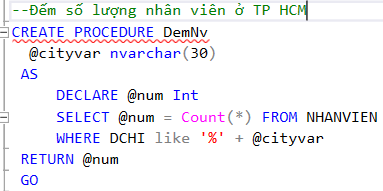 --Đếm số lượng nhân viên ở TP HCM
CREATE PROCEDURE DemNv
@cityvar nvarchar(30)
AS
DECLARE @num Int
SELECT @num = Count(*) FROM NHANVIEN
WHERE DCHI like '%' + @cityvar
RETURN @num
GO